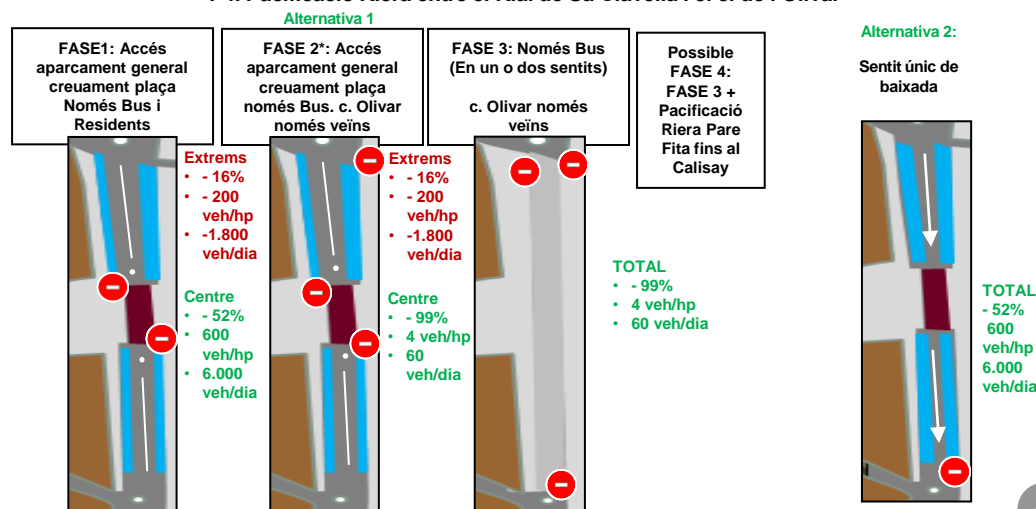 Alternativa 1
FASE1: Accés
aparcament general
creuament plaça
Només Bus i
Residents
FASE 2*: Accés
aparcament general
creuament plaça
només Bus. c. Olivar
només veïns
FASE 3: Només Bus
(En un o dos sentits)
c. Olivar només
veïns
Possible
FASE 4:
FASE 3 +
Pacificació
Riera Pare
Fita fins al
Calisay
Alternativa 2:
Sentit únic de
baixada
Extrems
• - 16%
• - 200
veh/hp
• -1.800
veh/dia
Centre
• - 52%
• 600
veh/hp
• 6.000
veh/dia
Extrems
• - 16%
• - 200
veh/hp
• -1.800
veh/dia
Centre
• - 99%
• 4 veh/hp
• 60
veh/dia
TOTAL
• - 99%
• 4 veh/hp
• 60 veh/dia
TOTAL
- 52%
600
veh/hp
6.000
veh/dia